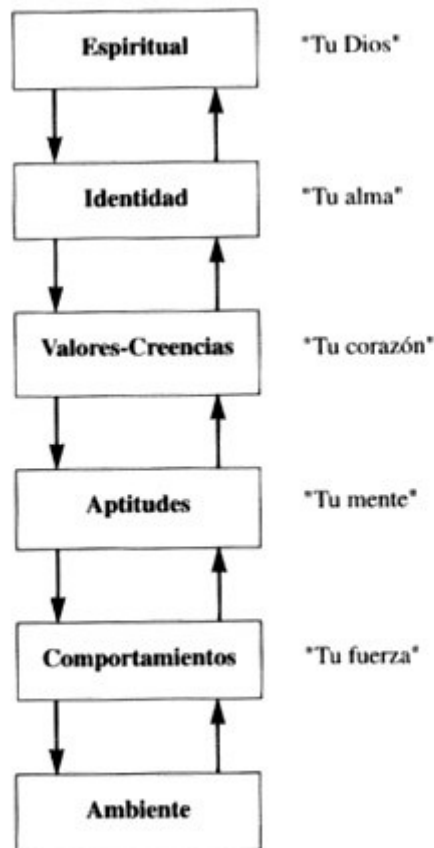 Espiritual "Tu Dios"
Identidad "Tu alma"
Valores-Creencias "Tu corazón"
Aptitudes "Tu mente"
Comportamientos "Tu fuerza"
Ambiente